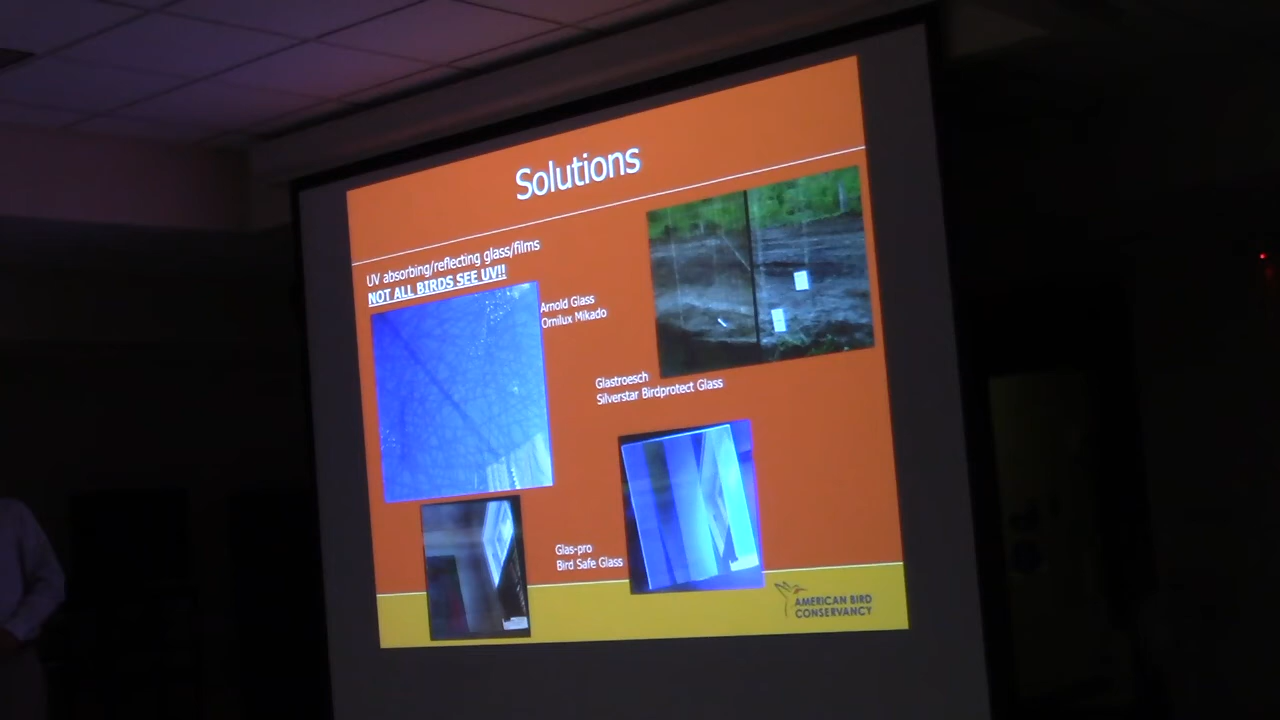 Solutions
UV absorbing/reflecting glass/films
NOT ALL BIRDS SEE UV!!
Arnold Glass
Ornilux Mikado
Glastroesch
Silverstar Birdprotect Glass
Glas-pro
Bird Safe Glass
AMERICAN BIRD
CONSERVANCY